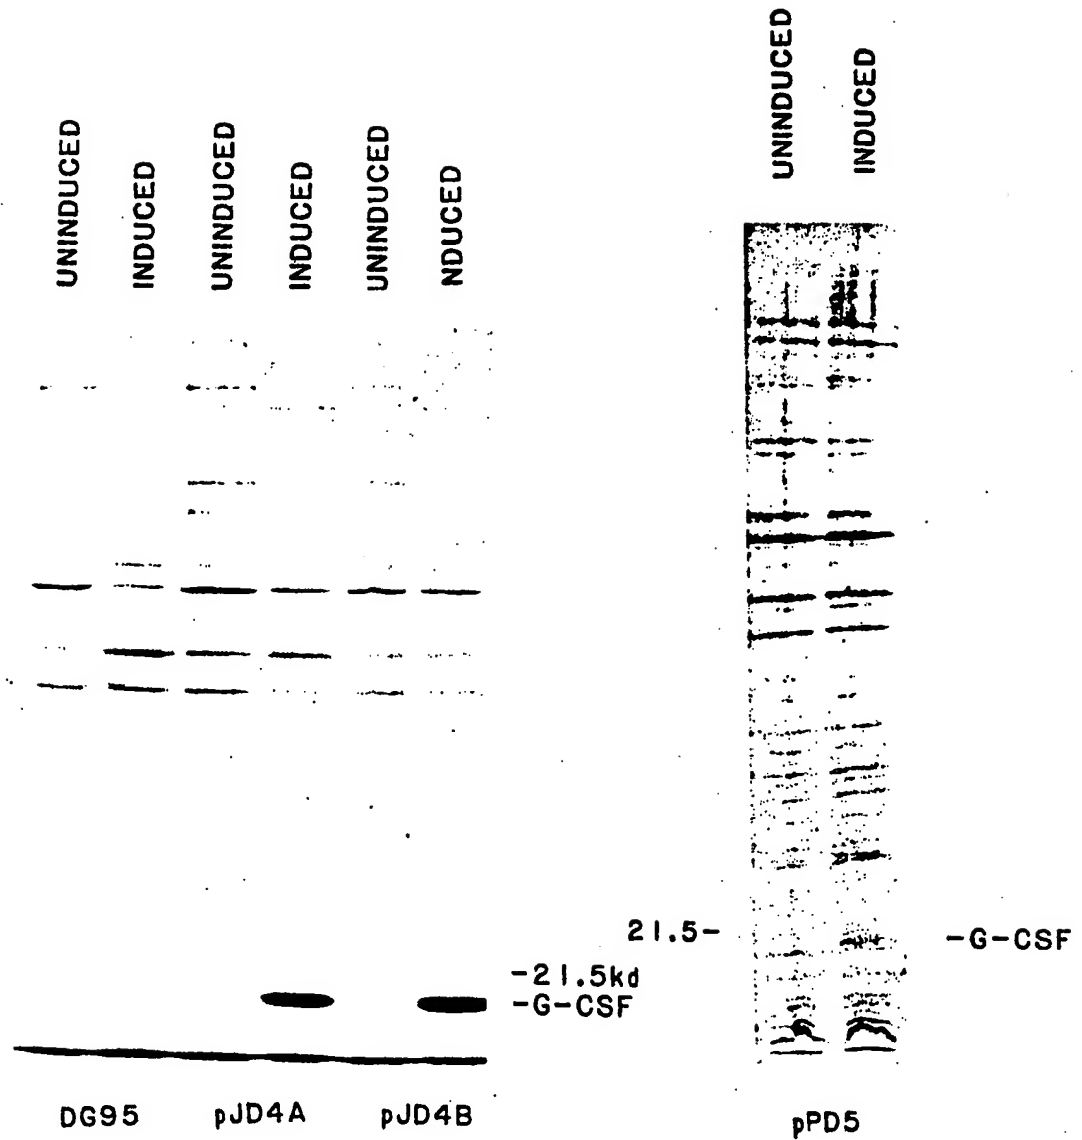 UNINDUCED
INDUCED
UNINDUCED
INDUCED
UNINDUCED
NDUCED
UNINDUCED
INDUCED
21.5-
-G-CSF
-21.5kd
-G-CSF
DG95
pJD4A
pJD4B
pPD5